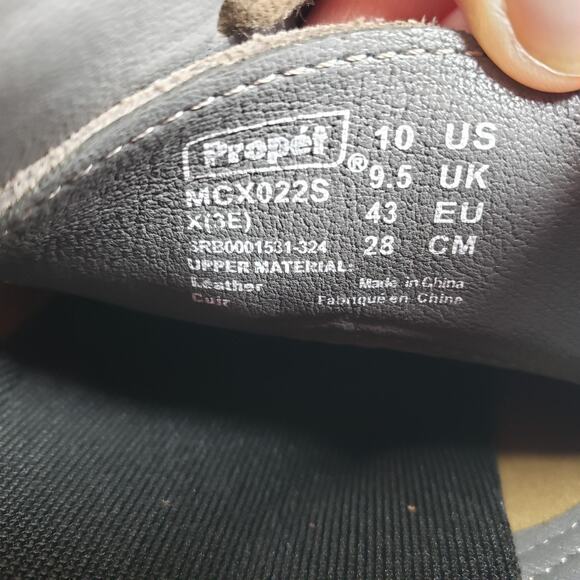 Propét®
10 US
9.5 UK
43 EU
28 CM
MCX022S
X(3E)
SRB0001531-324
UPPER MATERIAL:
Leather
Cuir
Made in China
Fabriqué en China